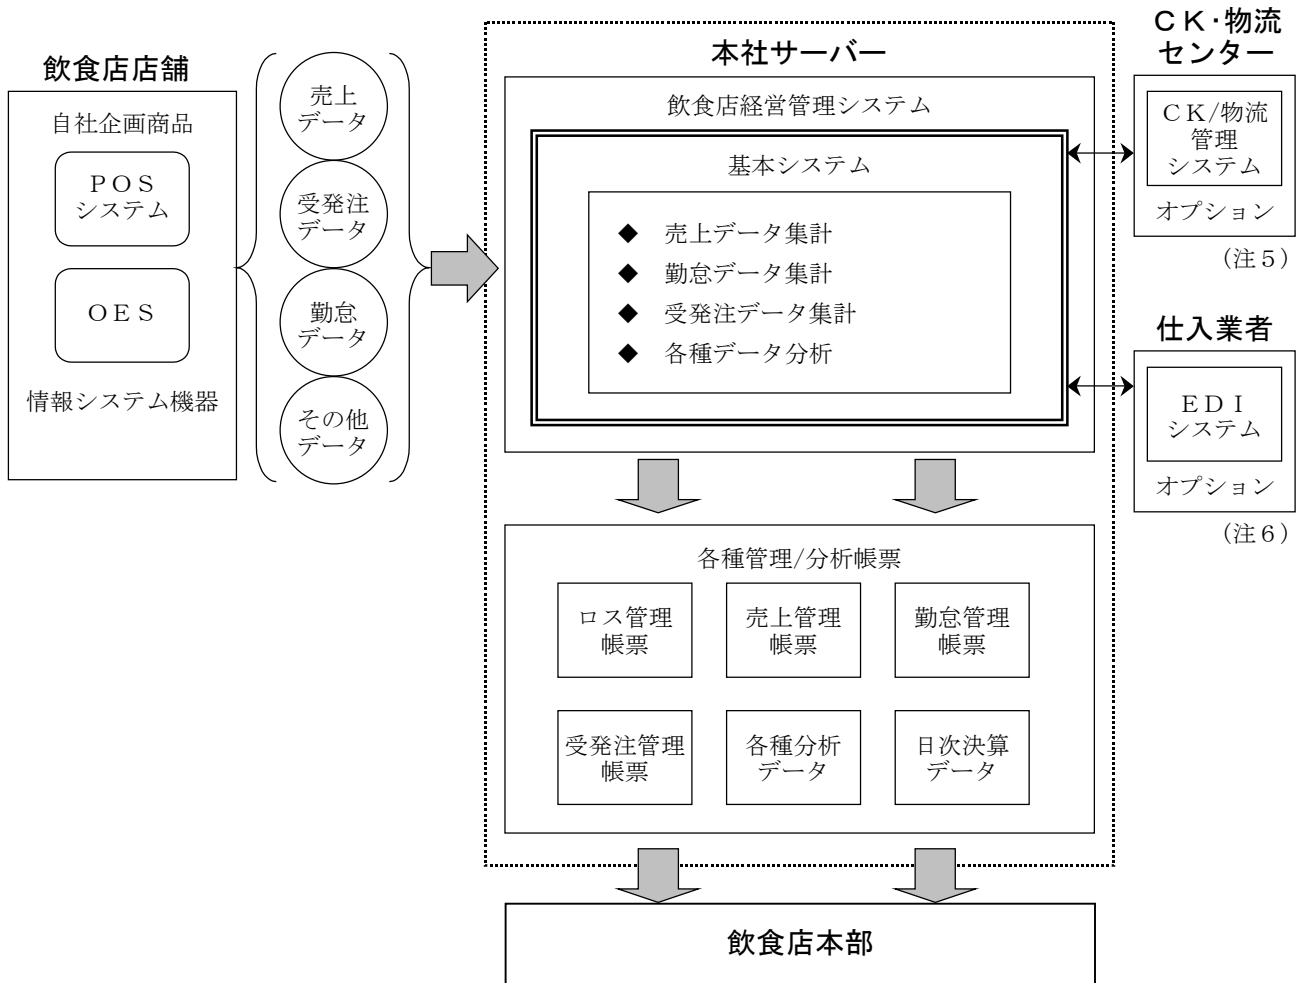 飲食店店舗
自社企画商品
ＰＯＳ
システム
ＯＥＳ
情報システム機器
売上
データ
受発注
データ
勤怠
データ
その他
データ
本社サーバー
飲食店経営管理システム
基本システム
◆ 売上データ集計
◆ 勤怠データ集計
◆ 受発注データ集計
◆ 各種データ分析
ＣＫ・物流
センター
ＣＫ/物流
管理
システム
オプション
（注５）
仕入業者
ＥＤＩ
システム
オプション
（注６）
各種管理/分析帳票
ロス管理
帳票
売上管理
帳票
勤怠管理
帳票
受発注管理
帳票
各種分析
データ
日次決算
データ
飲食店本部